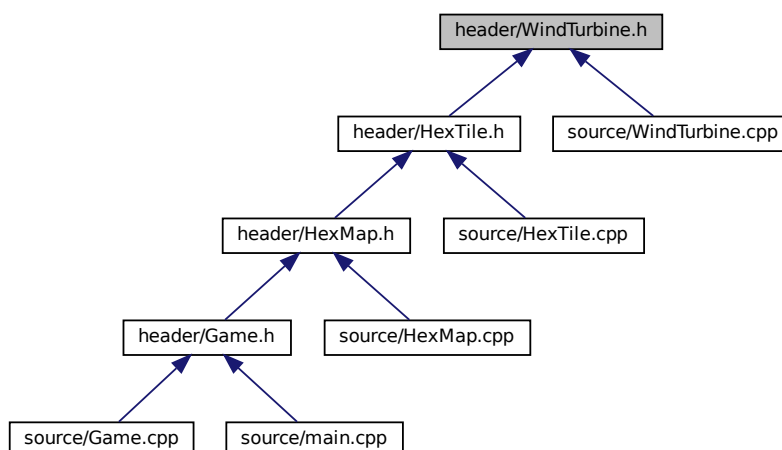 header/WindTurbine.h
header/HexTile.h
source/WindTurbine.cpp
header/HexMap.h
source/HexTile.cpp
header/Game.h
source/HexMap.cpp
source/Game.cpp
source/main.cpp